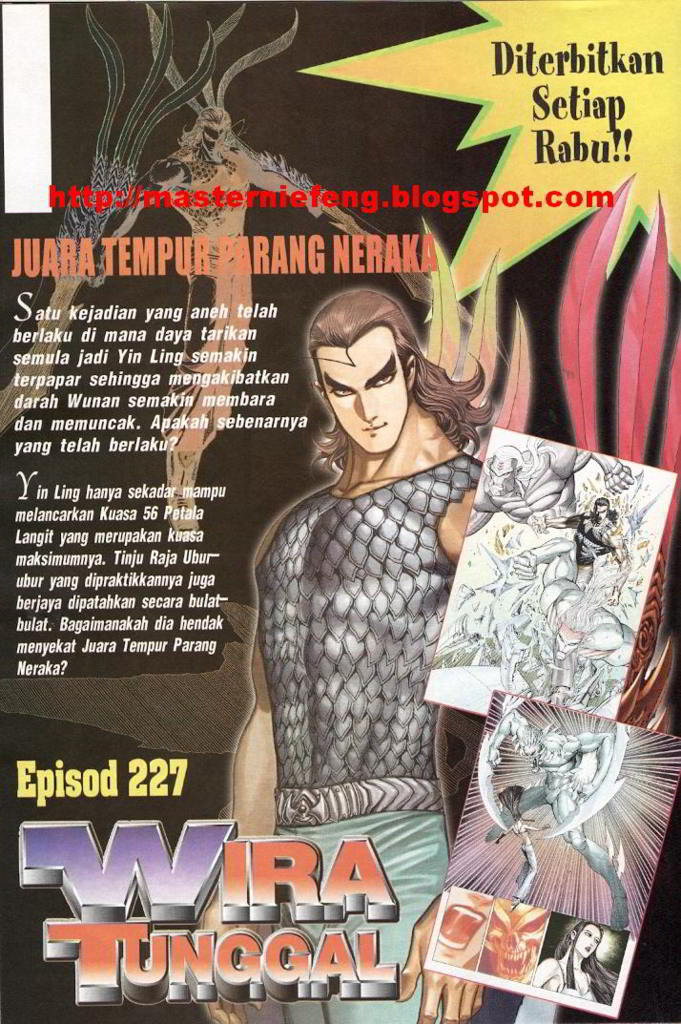 Diterbitkan
Setiap
Rabu!!
http://masterniefeng.blogspot.com
JUARA TEMPUR PARANG NERAKA
Satu kejadian yang aneh telah
berlaku di mana daya tarikan
semula jadi Yin Ling semakin
terpapar sehingga mengakibatkan
darah Wunan semakin membara
dan memuncak. Apakah sebenarnya
yang telah berlaku?
Yin Ling hanya sekadar mampu
melancarkan Kuasa 56 Petala
Langit yang merupakan kuasa
maksimumnya. Tinju Raja Ubur-
ubur yang dipraktikkannya juga
berjaya dipatahkan secara bulat-
bulat. Bagaimanakah dia hendak
menyekat Juara Tempur Parang
Neraka?
Episod 227
WIRA
TUNGGAL